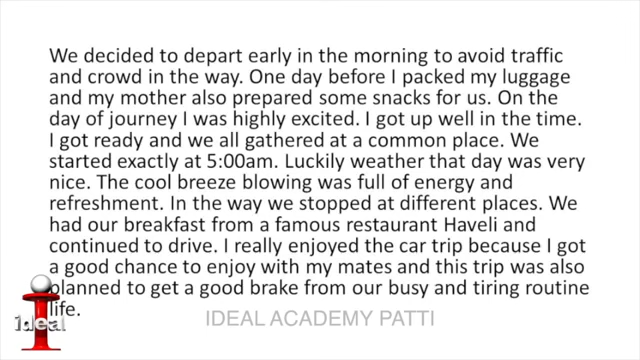 We decided to depart early in the morning to avoid traffic
and crowd in the way. One day before I packed my luggage
and my mother also prepared some snacks for us. On the
day of journey I was highly excited. I got up well in the time.
I got ready and we all gathered at a common place. We
started exactly at 5:00am. Luckily weather that day was very
nice. The cool breeze blowing was full of energy and
refreshment. In the way we stopped at different places. We
had our breakfast from a famous restaurant Haveli and
continued to drive. I really enjoyed the car trip because I got
a good chance to enjoy with my mates and this trip was also
planned to get a good brake from our busy and tiring routine
life.
ideal
IDEAL ACADEMY PATTI